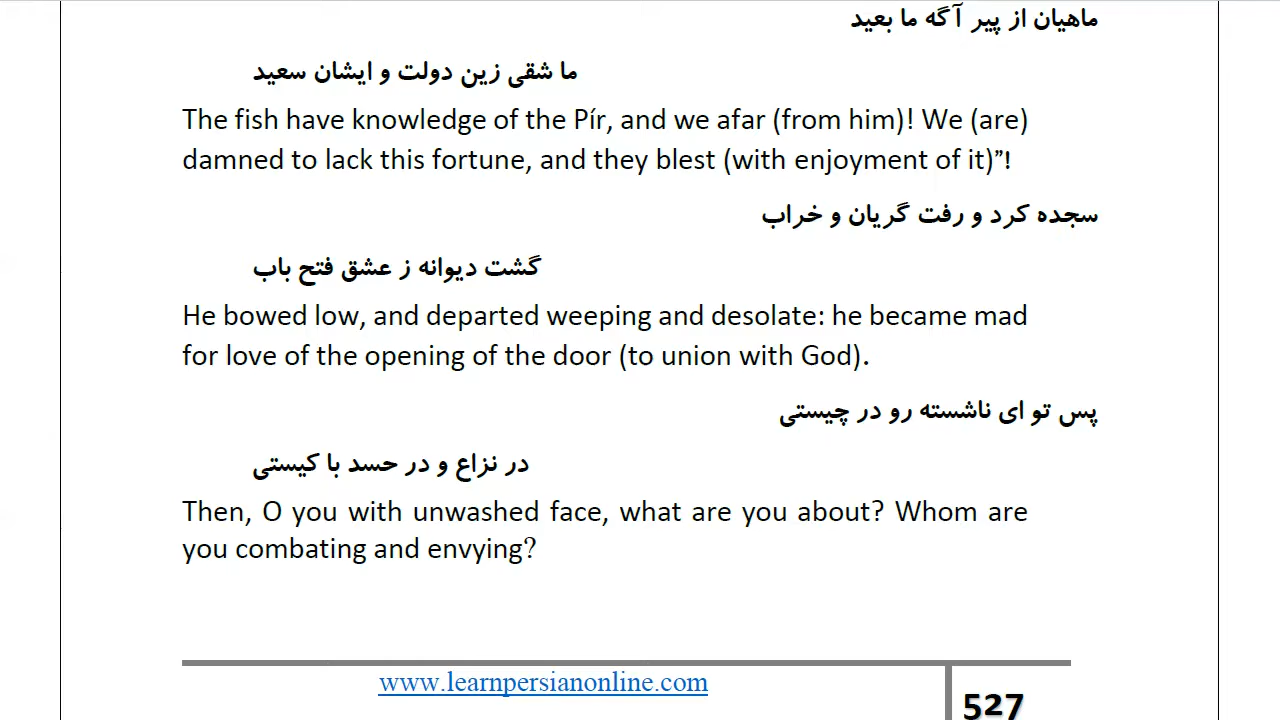 ماهیان از پیر آگه ما بعید
ما شقی زین دولت و ایشان سعید
The fish have knowledge of the Pír, and we afar (from him)! We (are)
damned to lack this fortune, and they blest (with enjoyment of it)”!
سجده کرد و رفت گریان و خراب
گشت دیوانه ز عشق فتح باب
He bowed low, and departed weeping and desolate: he became mad
for love of the opening of the door (to union with God).
پس تو ای ناشسته رو در چیستی
در نزاع و در حسد با کیستی
Then, O you with unwashed face, what are you about? Whom are
you combating and envying?
www.learnpersianonline.com
527